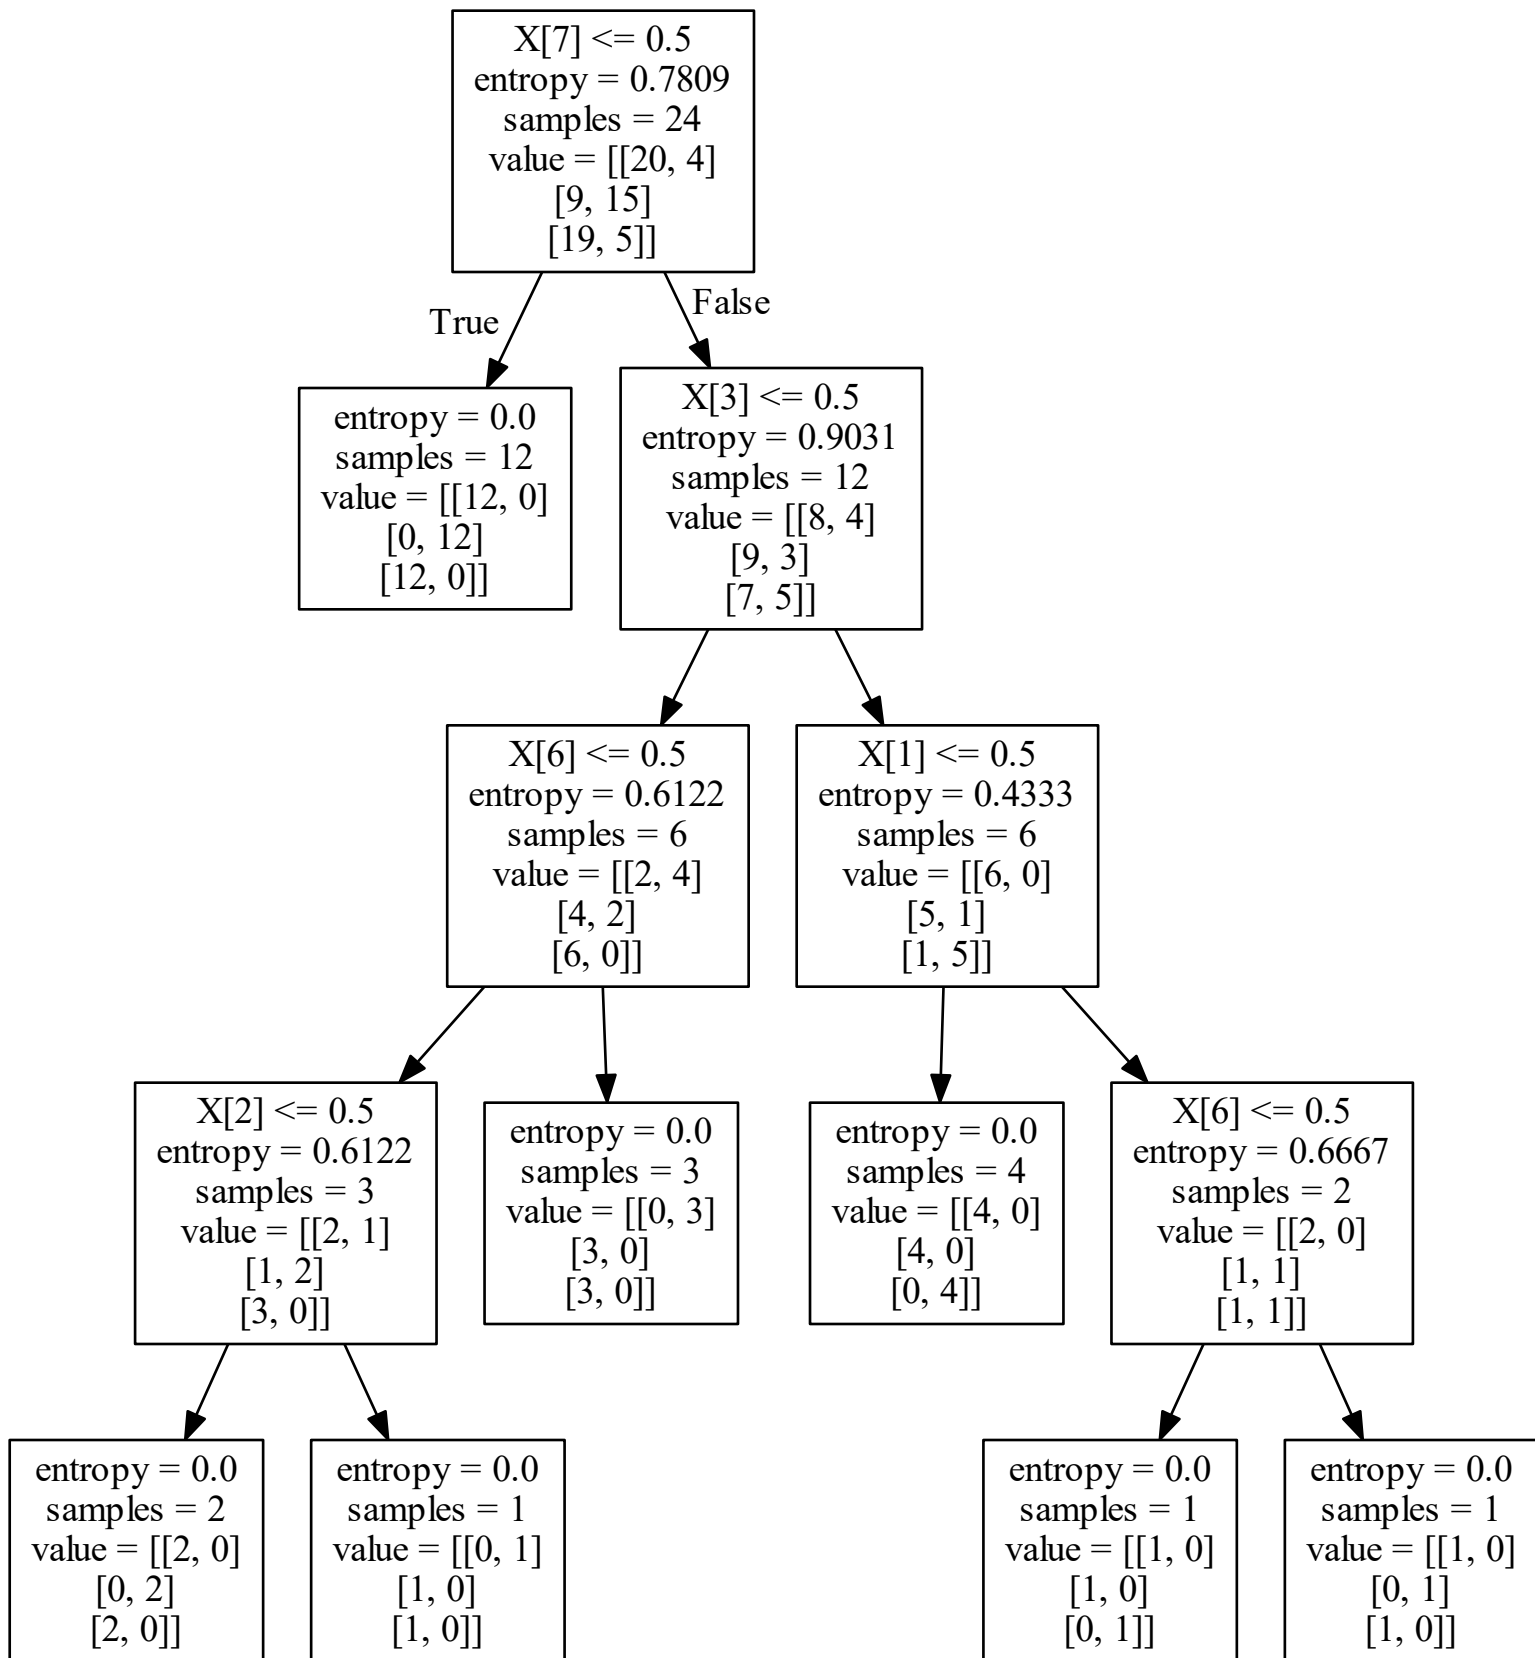 X[7] <= 0.5
entropy = 0.7809
samples = 24
value = [[20, 4]
[9, 15]
[19, 5]]
True
False
entropy = 0.0
samples = 12
value = [[12, 0]
[0, 12]
[12, 0]]
X[3] <= 0.5
entropy = 0.9031
samples = 12
value = [[8, 4]
[9, 3]
[7, 5]]
X[6] <= 0.5
entropy = 0.6122
samples = 6
value = [[2, 4]
[4, 2]
[6, 0]]
X[1] <= 0.5
entropy = 0.4333
samples = 6
value = [[6, 0]
[5, 1]
[1, 5]]
X[2] <= 0.5
entropy = 0.6122
samples = 3
value = [[2, 1]
[1, 2]
[3, 0]]
entropy = 0.0
samples = 3
value = [[0, 3]
[3, 0]
[3, 0]]
entropy = 0.0
samples = 4
value = [[4, 0]
[4, 0]
[0, 4]]
X[6] <= 0.5
entropy = 0.6667
samples = 2
value = [[2, 0]
[1, 1]
[1, 1]]
entropy = 0.0
samples = 2
value = [[2, 0]
[0, 2]
[2, 0]]
entropy = 0.0
samples = 1
value = [[0, 1]
[1, 0]
[1, 0]]
entropy = 0.0
samples = 1
value = [[1, 0]
[1, 0]
[0, 1]]
entropy = 0.0
samples = 1
value = [[1, 0]
[0, 1]
[1, 0]]